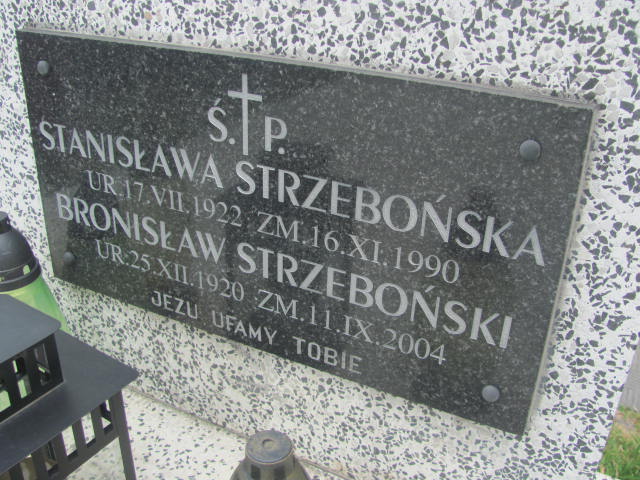 Ś. P.
STANISŁAWA STRZEBOŃSKA
UR.17.VII.1922 ZM.16.XI.1990
BRONISŁAW STRZEBOŃSKI
UR.25.XII.1920 ZM.11.IX.2004
JEZU UFAMY TOBIE